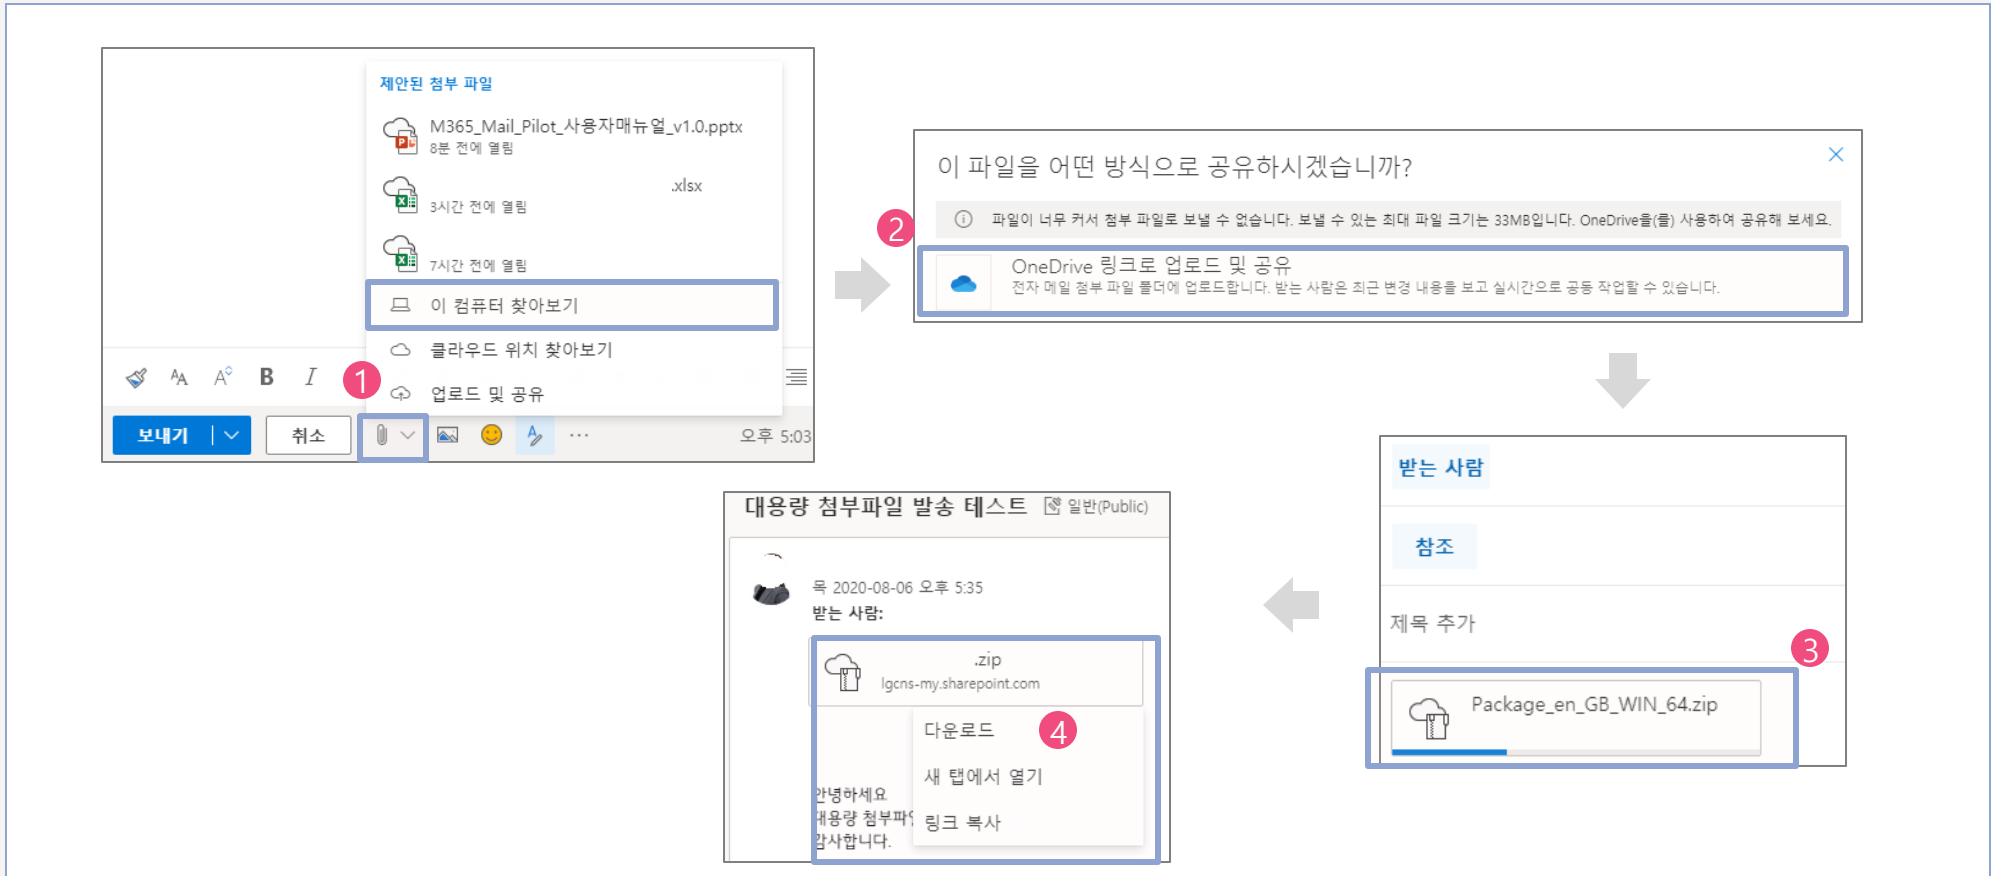 제안된 첨부 파일
M365_Mail_Pilot_사용자매뉴얼_v1.0.pptx
8분 전에 열림
.xlsx
3시간 전에 열림
7시간 전에 열림
이 컴퓨터 찾아보기
클라우드 위치 찾아보기
업로드 및 공유
1
보내기
취소
오후 5:03
이 파일을 어떤 방식으로 공유하시겠습니까?
파일이 너무 커서 첨부 파일로 보낼 수 없습니다. 보낼 수 있는 최대 파일 크기는 33MB입니다. OneDrive을(를) 사용하여 공유해 보세요.
2
OneDrive 링크로 업로드 및 공유
전자 메일 첨부 파일 폴더에 업로드합니다. 받는 사람은 최근 변경 내용을 보고 실시간으로 공동 작업할 수 있습니다.
받는 사람
참조
제목 추가
3
Package_en_GB_WIN_64.zip
대용량 첨부파일 발송 테스트 일반(Public)
목 2020-08-06 오후 5:35
받는 사람:
.zip
lgcns-my.sharepoint.com
다운로드
4
새 탭에서 열기
링크 복사
안녕하세요
대용량 첨부파일
감사합니다.